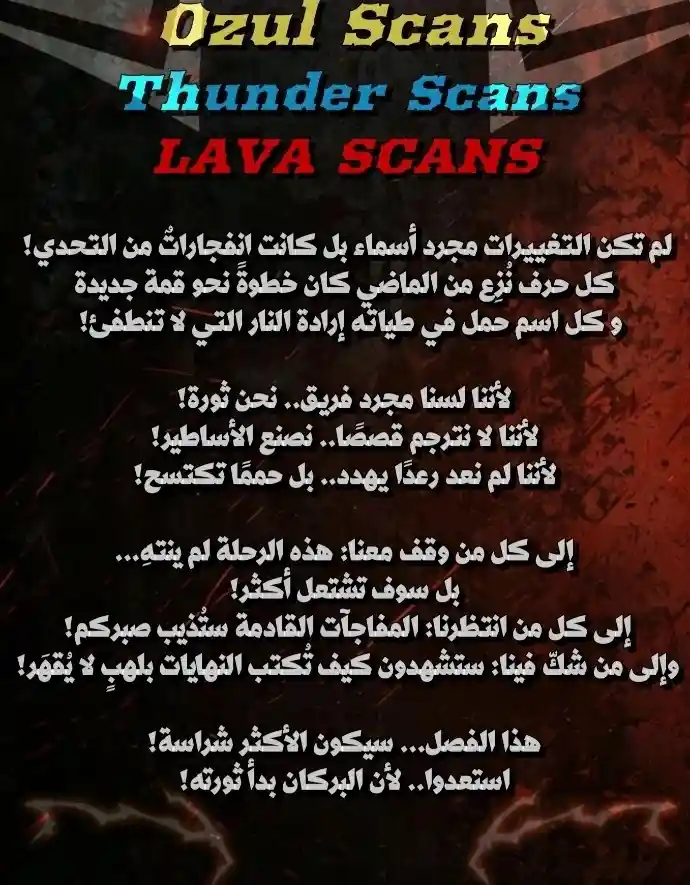 Ozul Scans
Thunder Scans
LAVA SCANS
لم تكن التغييرات مجرد أسماء بل كانت انفجاراتٌ من التحدي!
كل حرف نُزِع من الماضي كان خطوةً نحو قمة جديدة
و كل اسم حمل في طياته إرادة النار التي لا تنطفئ!
لأننا لسنا مجرد فريق.. نحن ثورة!
لأننا لا نترجم قصصًا.. نصنع الأساطير!
لأننا لم نعد رعدًا يهدد.. بل حممًا تكتسح!
إلى كل من وقف معنا: هذه الرحلة لم ينتهِ...
بل سوف تشتعل أكثر!
إلى كل من انتظرنا: المفاجآت القادمة ستُذيب صبركم!
وإلى من شكّ فينا: ستشهدون كيف تُكتب النهايات بلهبٍ لا يُقهَر!
هذا الفصل... سيكون الأكثر شراسة!
استعدوا.. لأن البركان بدأ ثورته!